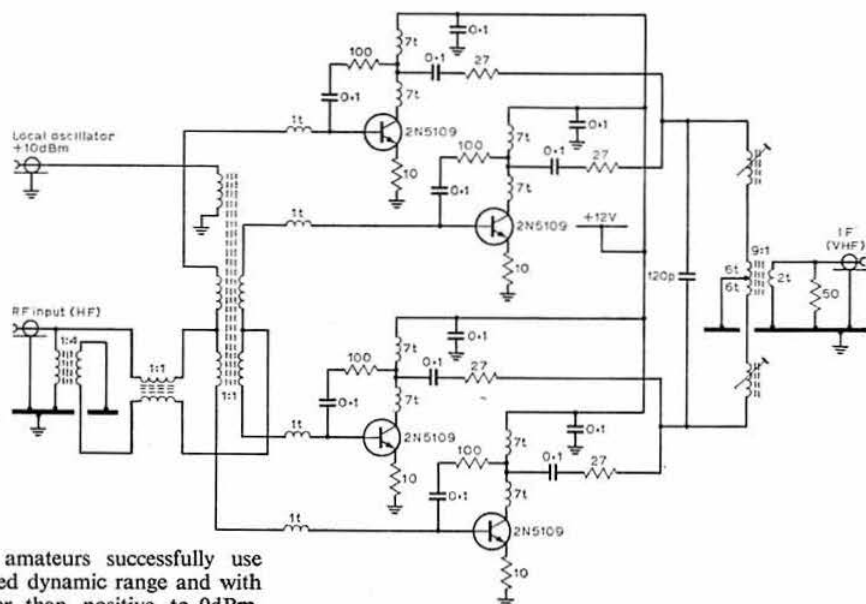 0·1
7t
100
0·1
27
0·1
7t
1t
2N5109
Local oscillator
+10dBm
10
7t
0·1
100
0·1
27
0·1
7t
1t
2N5109
+12V
10
IF
(VHF)
9:1
6t
6t
2t
50
120p
RF input (HF)
1:4
1:1
1:1
7t
0·1
100
0·1
27
0·1
7t
1t
2N5109
10
7t
0·1
100
0·1
27
0·1
7t
1t
2N5109
10
amateurs successfully use
ed dynamic range and with